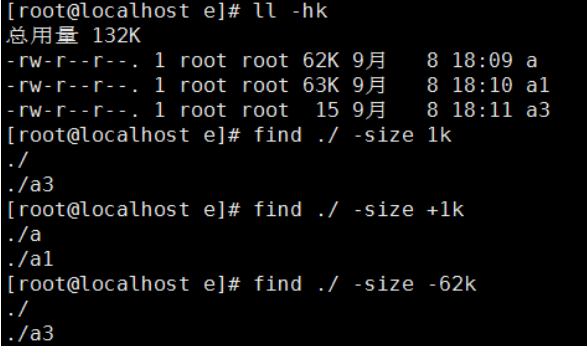 [root@localhost e]# ll -hk
总用量 132K
-rw-r--r--. 1 root root 62K 9月   8 18:09 a
-rw-r--r--. 1 root root 63K 9月   8 18:10 a1
-rw-r--r--. 1 root root  15 9月   8 18:11 a3
[root@localhost e]# find ./ -size 1k
./
./a3
[root@localhost e]# find ./ -size +1k
./a
./a1
[root@localhost e]# find ./ -size -62k
./
./a3